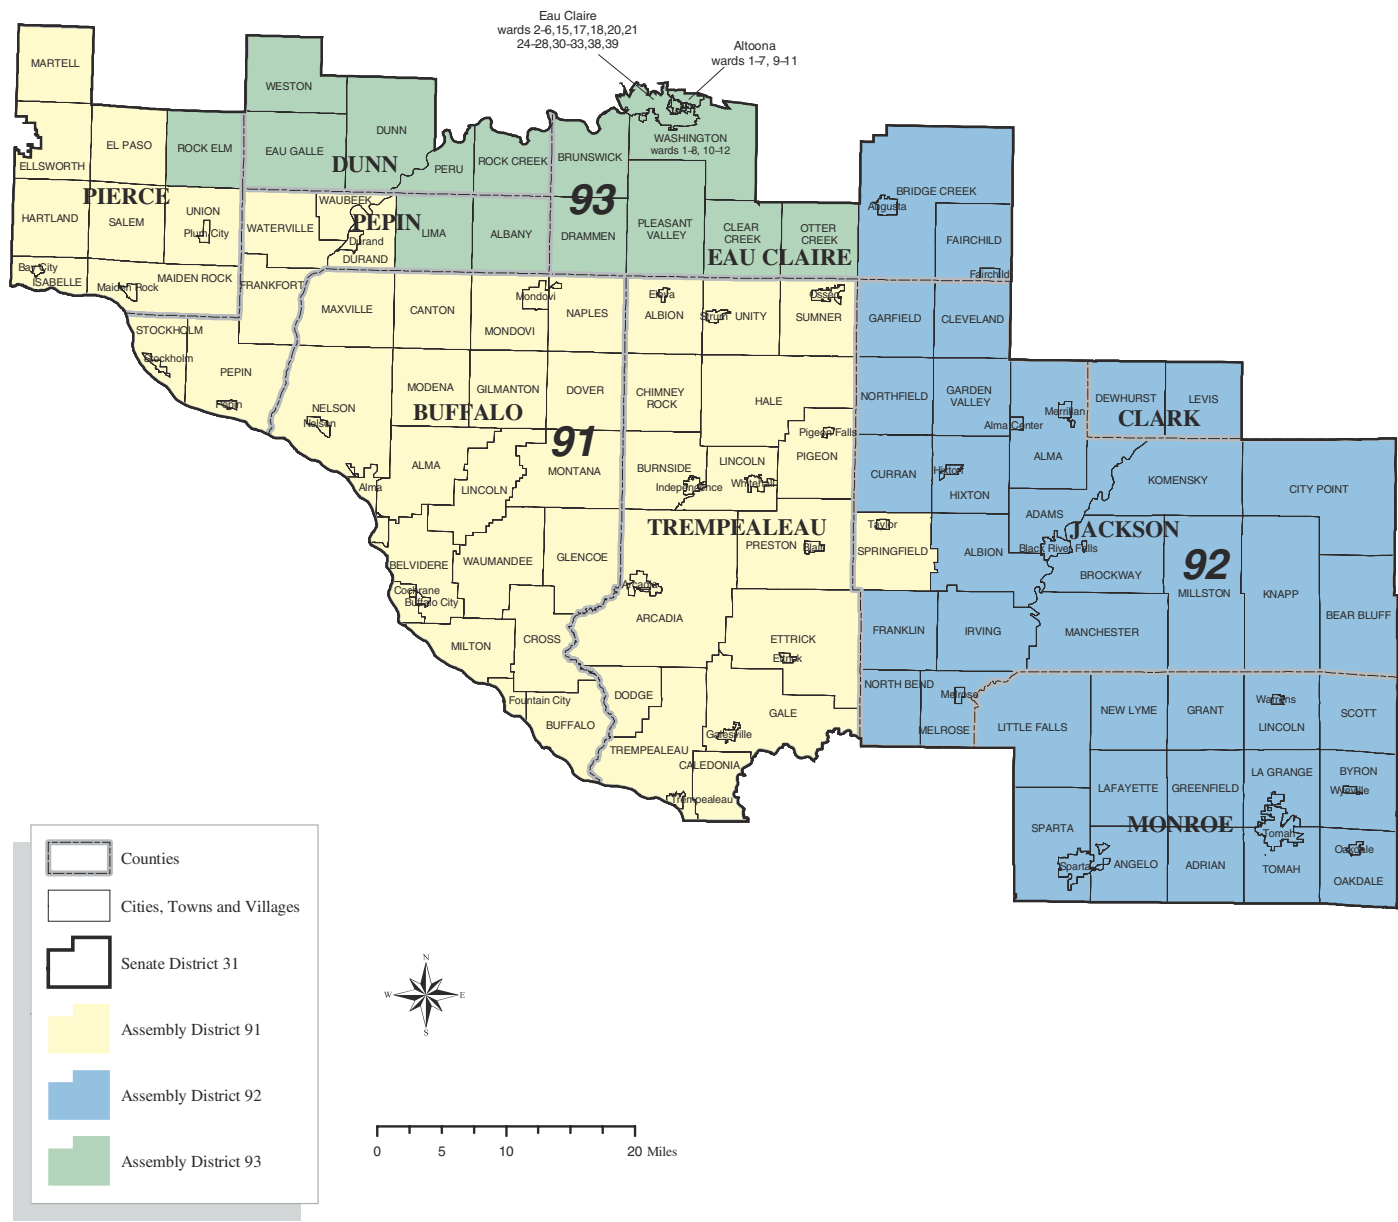 Eau Claire
wards 2-6,15,17,18,20,21
24-28,30-33,38,39
Altoona
wards 1-7, 9-11
MARTELL
WESTON
DUNN
EL PASO
ROCK ELM
EAU GALLE
ELLSWORTH
DUNN
PERU
ROCK CREEK
BRUNSWICK
WASHINGTON
wards 1-8, 10-12
PIERCE
HARTLAND
SALEM
UNION
Plum City
WATERVILLE
WAUBEEK
PEPIN
Durand
DURAND
LIMA
ALBANY
93
DRAMMEN
PLEASANT
VALLEY
CLEAR
CREEK
OTTER
CREEK
EAU CLAIRE
BRIDGE CREEK
Augusta
FAIRCHILD
Fairchild
Bay City
ISABELLE
Maiden Rock
MAIDEN ROCK
FRANKFORT
STOCKHOLM
Stockholm
PEPIN
Pepin
MAXVILLE
CANTON
Mondovi
MONDOVI
NAPLES
Eleva
ALBION
Strum
UNITY
Osseo
SUMNER
GARFIELD
CLEVELAND
NELSON
Nelson
MODENA
GILMANTON
DOVER
BUFFALO
CHIMNEY
ROCK
HALE
Pigeon Falls
PIGEON
NORTHFIELD
GARDEN
VALLEY
Alma Center
Merrillan
ALMA
DEWHURST
LEVIS
CLARK
91
ALMA
Alma
LINCOLN
MONTANA
BURNSIDE
Independence
LINCOLN
Whitehall
CURRAN
Hixton
HIXTON
KOMENSKY
CITY POINT
TREMPEALEAU
PRESTON
Blair
Taylor
SPRINGFIELD
ALBION
ADAMS
Black River Falls
JACKSON
BROCKWAY
92
MILLSTON
KNAPP
BEAR BLUFF
BELVIDERE
Cochrane
Buffalo City
WAUMANDEE
GLENCOE
Arcadia
ARCADIA
MILTON
CROSS
ETTRICK
Ettrick
FRANKLIN
IRVING
MANCHESTER
Fountain City
BUFFALO
DODGE
GALE
Galesville
TREMPEALEAU
CALEDONIA
Trempealeau
NORTH BEND
Melrose
MELROSE
LITTLE FALLS
NEW LYME
GRANT
Warrens
LINCOLN
SCOTT
LAFAYETTE
GREENFIELD
LA GRANGE
BYRON
Wyeville
SPARTA
Sparta
MONROE
ANGELO
ADRIAN
Tomah
TOMAH
Oakdale
OAKDALE
Counties
Cities, Towns and Villages
Senate District 31
Assembly District 91
Assembly District 92
Assembly District 93
N
W
E
S
0 5 10 20 Miles